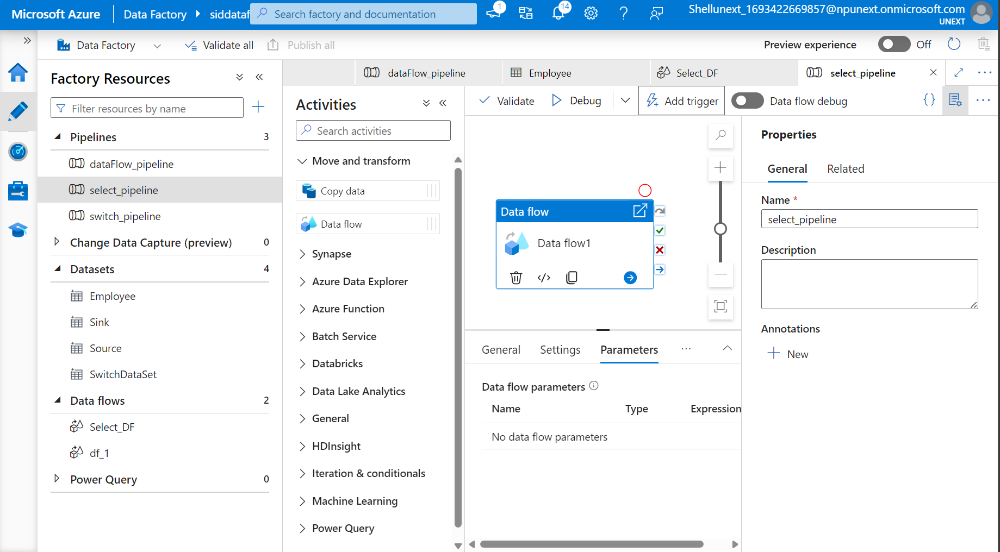 Microsoft Azure
Data Factory
siddataf
Search factory and documentation
1
14
Shellunext_1693422669857@npunext.onmicrosoft.com
UNEXT
Data Factory
Validate all
Publish all
Preview experience
Off
Factory Resources
Filter resources by name
Pipelines 3
dataFlow_pipeline
select_pipeline
switch_pipeline
Change Data Capture (preview) 0
Datasets 4
Employee
Sink
Source
SwitchDataSet
Data flows 2
Select_DF
df_1
Power Query 0
dataFlow_pipeline
Employee
Select_DF
select_pipeline
Activities
Search activities
Move and transform
Copy data
Data flow
Synapse
Azure Data Explorer
Azure Function
Batch Service
Databricks
Data Lake Analytics
General
HDInsight
Iteration & conditionals
Machine Learning
Power Query
Validate
Debug
Add trigger
Data flow debug
Data flow
Data flow1
General
Settings
Parameters
Data flow parameters
Name Type Expression
No data flow parameters
Properties
General
Related
Name *
select_pipeline
Description
Annotations
New